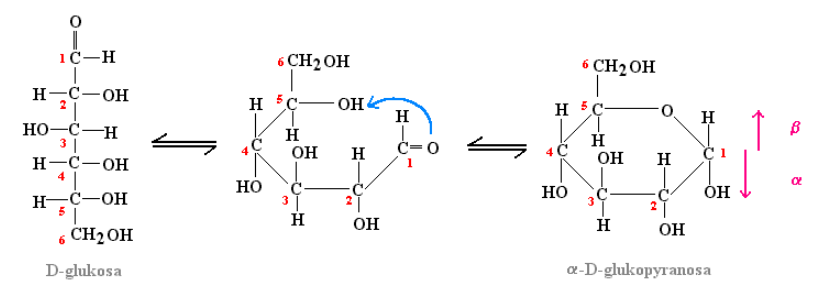 O
1 C H
H C OH
2
3
HO C H
H C OH
4
H C OH
5
6 CH2OH
D-glukosa
6 CH2OH
5 C OH
H
H
H
4 C
OH
H
C O
1
HO
C
C
3
2
H
OH
6 CH2OH
5 C O
H
H
H
4 C
OH
H
C 1
HO
C
C
OH
3
2
H
OH
α-D-glukopyranosa
β
α